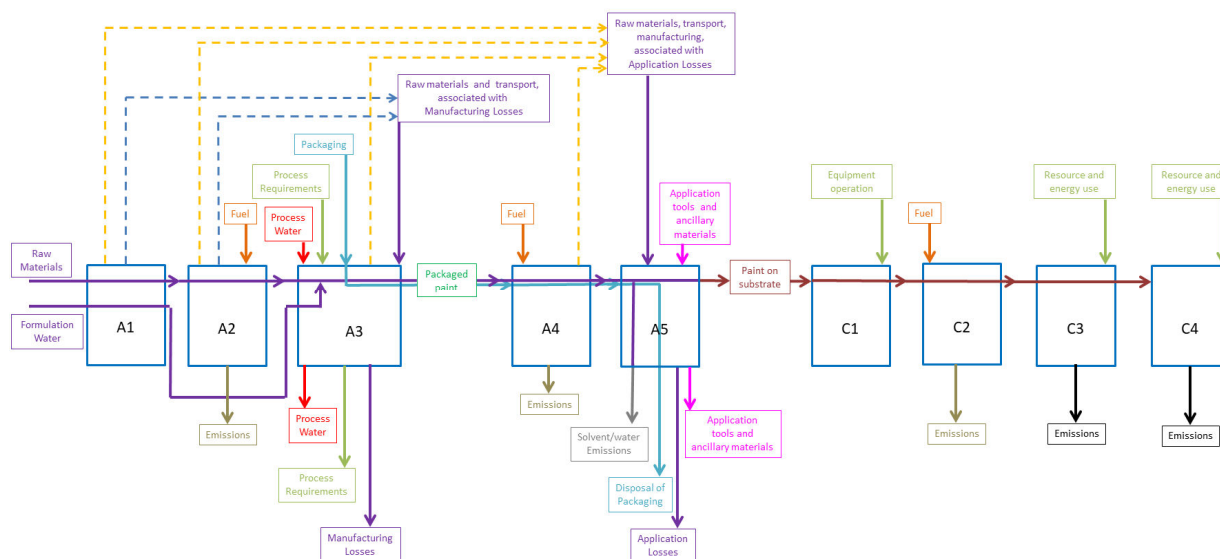 Raw materials, transport,
manufacturing,
associated with
Application Losses
Raw materials and transport,
associated with
Manufacturing Losses
Packaging
Process
Requirements
Equipment
operation
Resource and
energy use
Resource and
energy use
Application
tools and
ancillary
materials
Fuel
Process
Water
Fuel
Fuel
Raw
Materials
Packaged
paint
Paint on
substrate
Formulation
Water
A1
A2
A3
A4
A5
C1
C2
C3
C4
Emissions
Process
Water
Emissions
Solvent/water
Emissions
Application
tools and
ancillary materials
Emissions
Emissions
Emissions
Process
Requirements
Disposal of
Packaging
Manufacturing
Losses
Application
Losses